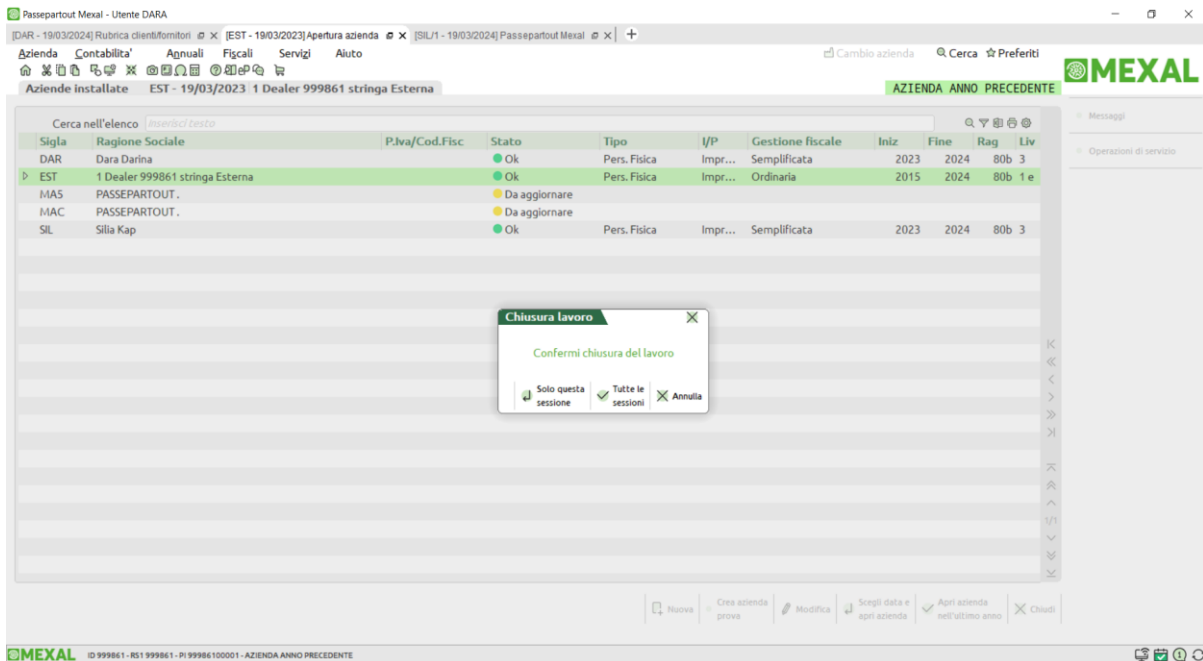 Passepartout Mexal - Utente DARA
[DAR - 19/03/2024] Rubrica clienti/fornitori [EST - 19/03/2023] Apertura azienda [SIL/1 - 19/03/2024] Passepartout Mexal
Azienda Contabilita' Annuali Fiscali Servizi Aiuto Cambio azienda Cerca Preferiti
MEXAL
Aziende installate EST - 19/03/2023 1 Dealer 999861 stringa Esterna AZIENDA ANNO PRECEDENTE
Messaggi
Cerca nell'elenco Inserisci testo
Sigla Ragione Sociale P.Iva/Cod.Fisc Stato Tipo I/P Gestione fiscale Iniz Fine Rag Liv
Operazioni di servizio
DAR Dara Darina Ok Pers. Fisica Impr... Semplificata 2023 2024 80b 3
EST 1 Dealer 999861 stringa Esterna Ok Pers. Fisica Impr... Ordinaria 2015 2024 80b 1 e
MA5 PASSEPARTOUT . Da aggiornare
MAC PASSEPARTOUT . Da aggiornare
SIL Silia Kap Ok Pers. Fisica Impr... Semplificata 2023 2024 80b 3
Chiusura lavoro
Confermi chiusura del lavoro
Solo questa sessione Tutte le sessioni Annulla
1/1
Nuova Crea azienda prova Modifica Scegli data e apri azienda Apri azienda nell'ultimo anno Chiudi
MEXAL ID 999861 - RS1 999861 - PI 99986100001 - AZIENDA ANNO PRECEDENTE